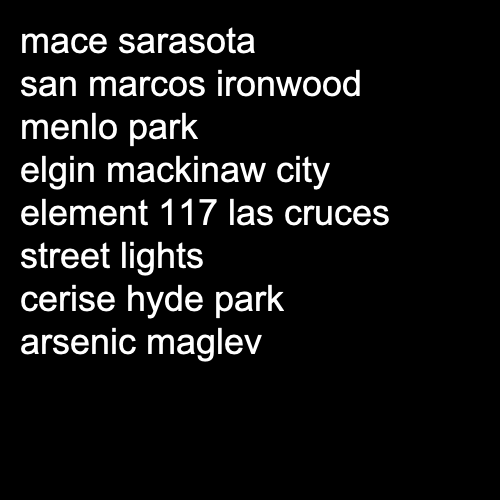 mace sarasota
san marcos ironwood
menlo park
elgin mackinaw city
element 117 las cruces
street lights
cerise hyde park
arsenic maglev